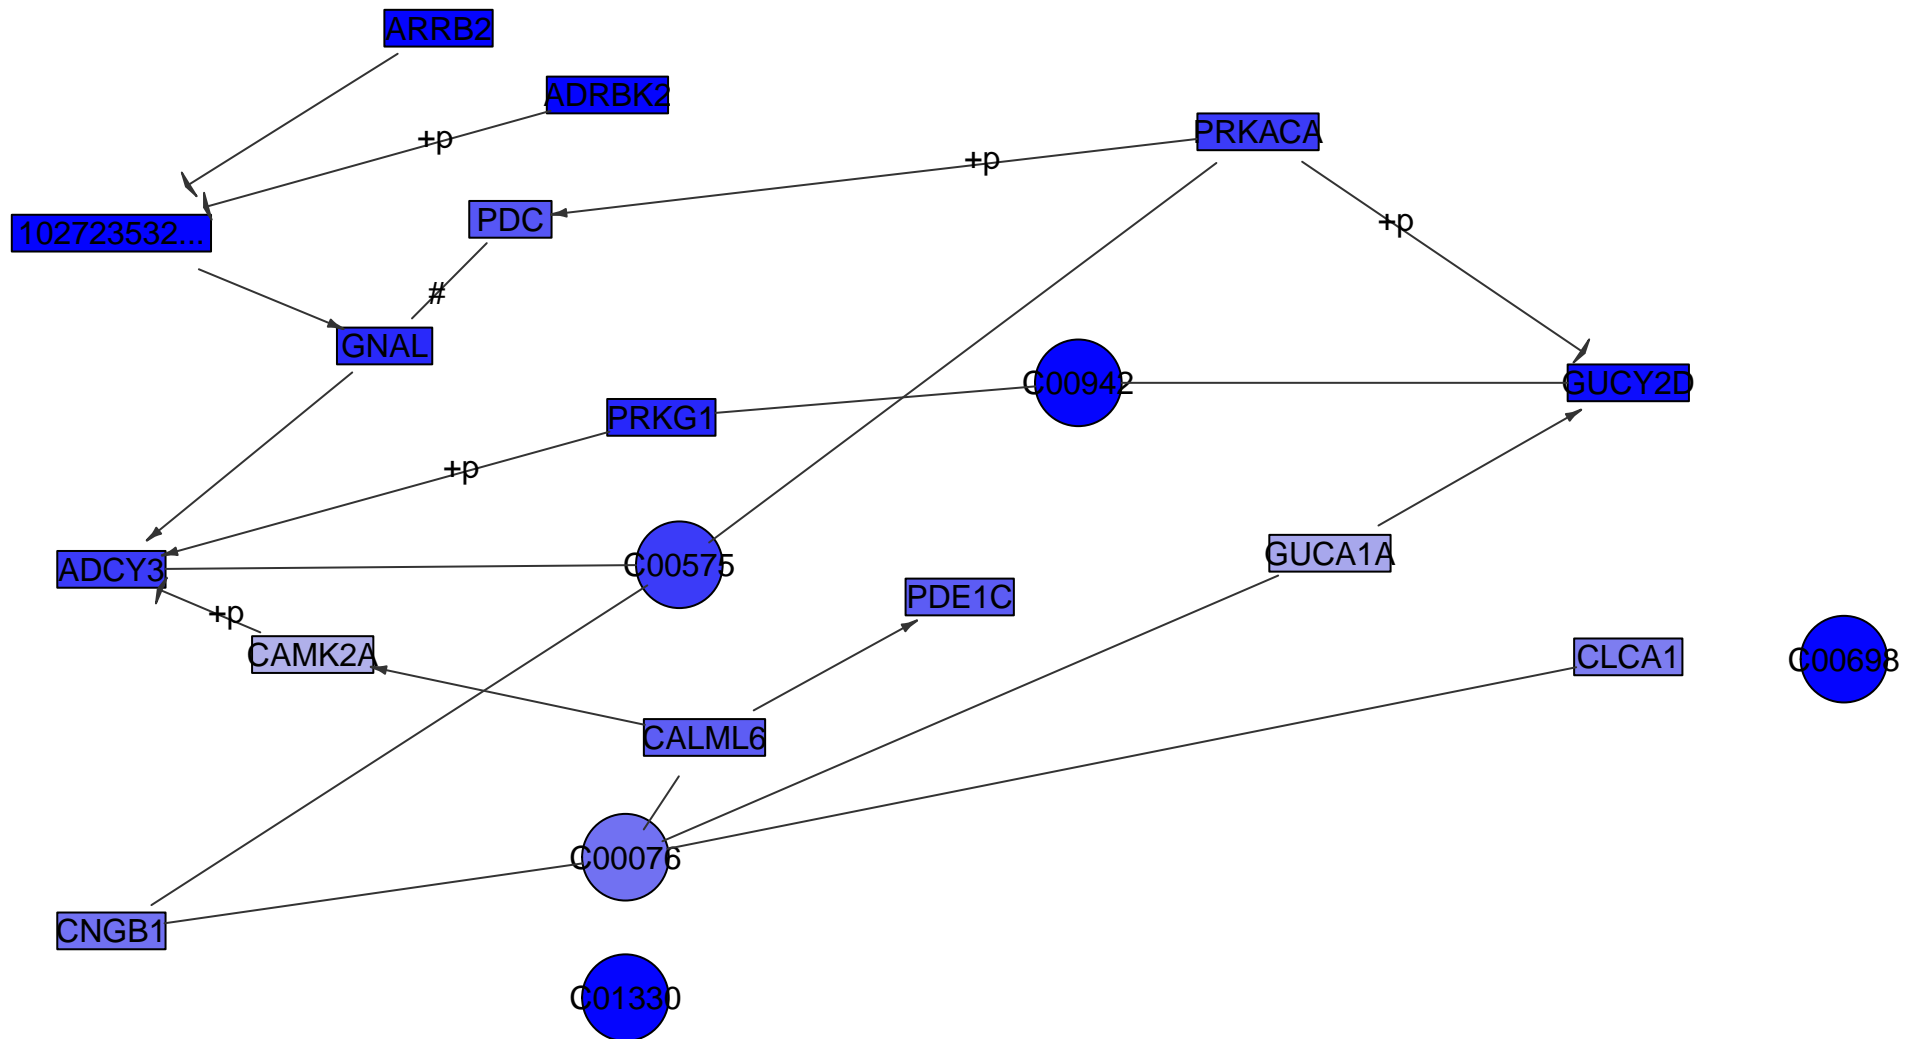 ARRB2
ADRBK2
+p
PRKACA
+p
PDC
+p
102723532...
#
GNAL
C00942
GUCY2D
PRKG1
+p
GUCA1A
ADCY3
C00575
PDE1C
+p
CAMK2A
CLCA1
C00698
CALML6
C00076
CNGB1
C01330